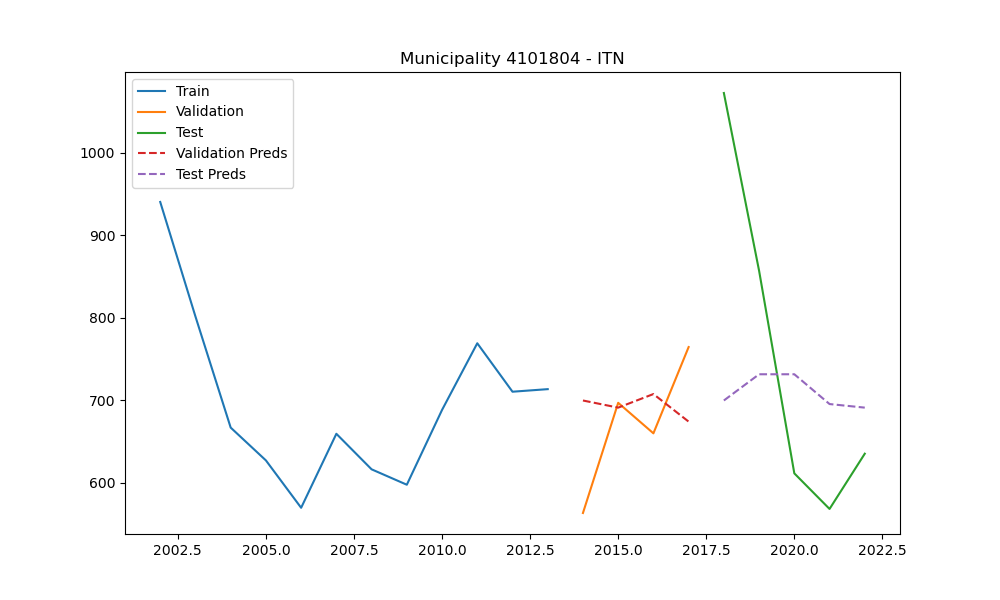 Municipality 4101804 - ITN
Train
Validation
Test
Validation Preds
Test Preds
1000
900
800
700
600
2002.5 2005.0 2007.5 2010.0 2012.5 2015.0 2017.5 2020.0 2022.5